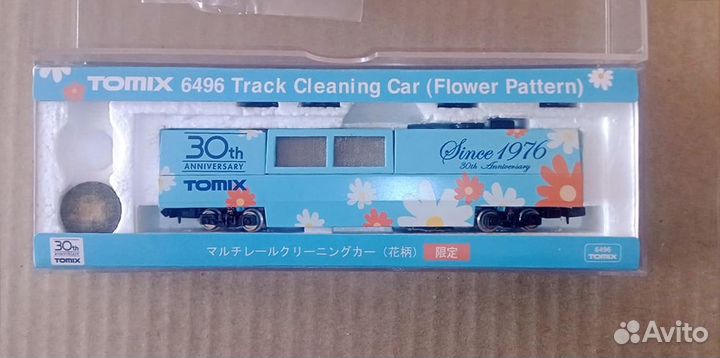 TOMIX 6496 Track Cleaning Car (Flower Pattern)
30th
ANNIVERSARY
TOMIX
Since 1976
30th Anniversary
30th
ANNIVERSARY
TOMIX
マルチレールクリーニングカー(花柄) 限定
6496
TOMIX
Avito